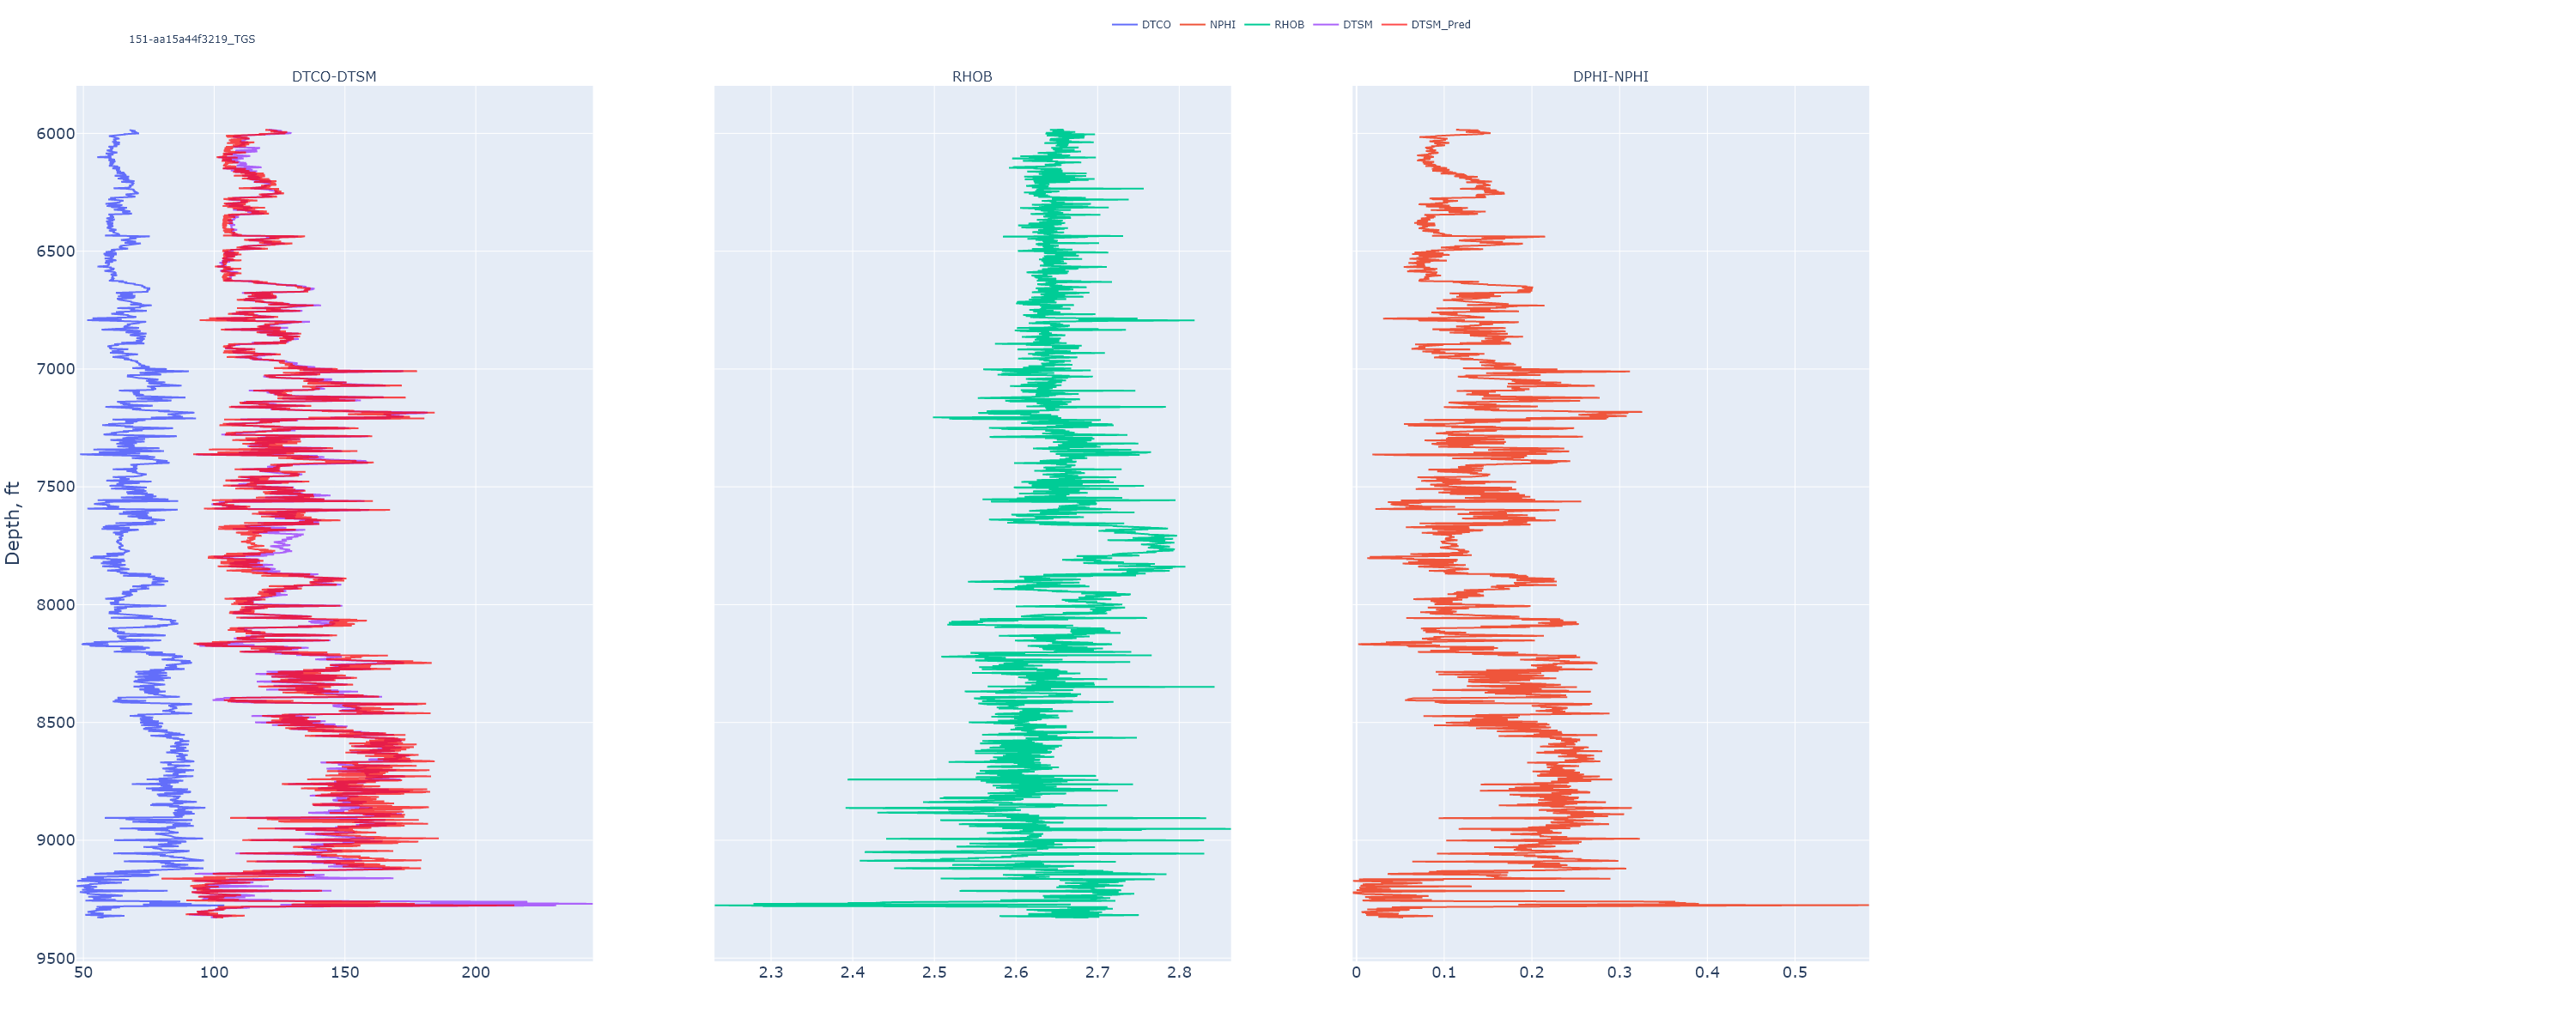 DTCO NPHI RHOB DTSM DTSM_Pred
151-aa15a44f3219_TGS
DTCO-DTSM RHOB DPHI-NPHI
Depth, ft
6000
6500
7000
7500
8000
8500
9000
9500
50 100 150 200
2.3 2.4 2.5 2.6 2.7 2.8
0 0.1 0.2 0.3 0.4 0.5